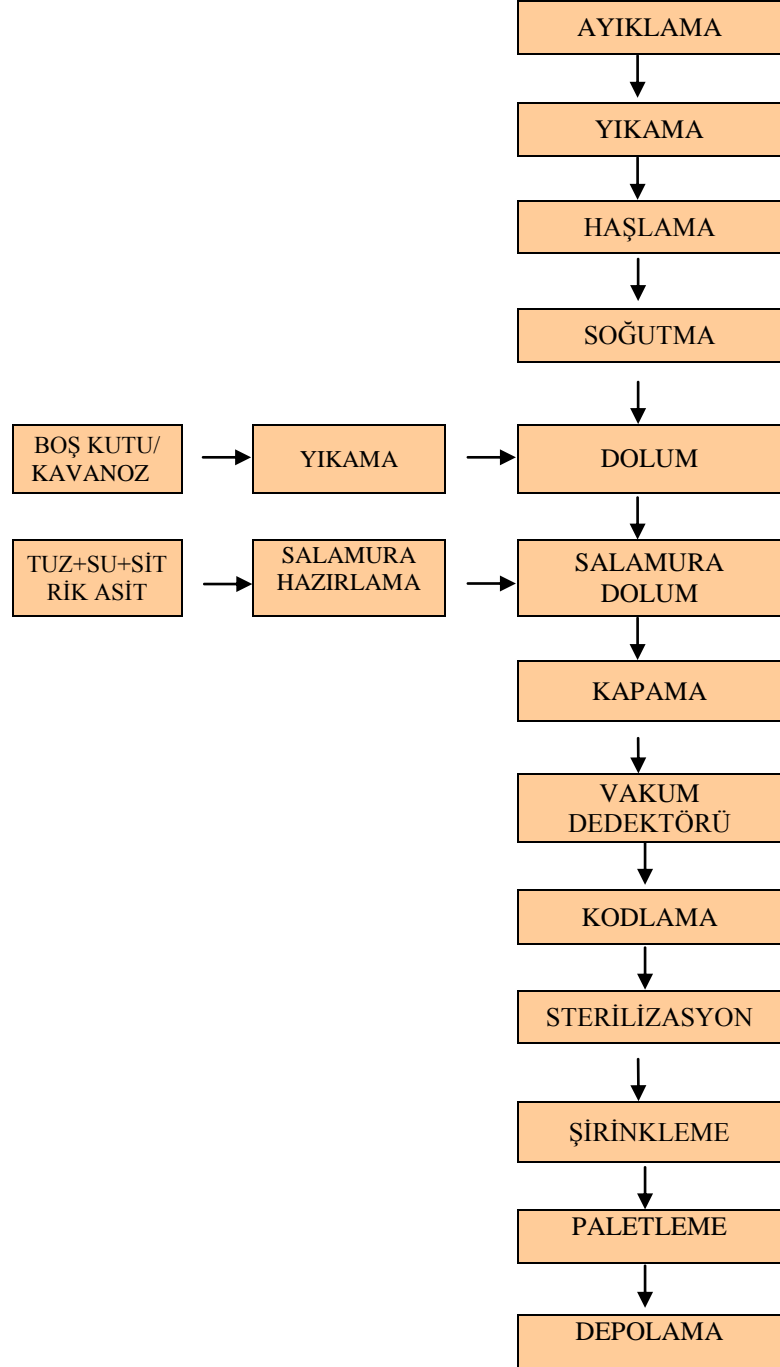 AYIKLAMA
YIKAMA
HAŞLAMA
SOĞUTMA
BOŞ KUTU/
KAVANOZ
YIKAMA
DOLUM
TUZ+SU+SİT
RİK ASİT
SALAMURA
HAZIRLAMA
SALAMURA
DOLUM
KAPAMA
VAKUM
DEDEKTÖRÜ
KODLAMA
STERİLİZASYON
ŞİRİNKLEME
PALETLEME
DEPOLAMA